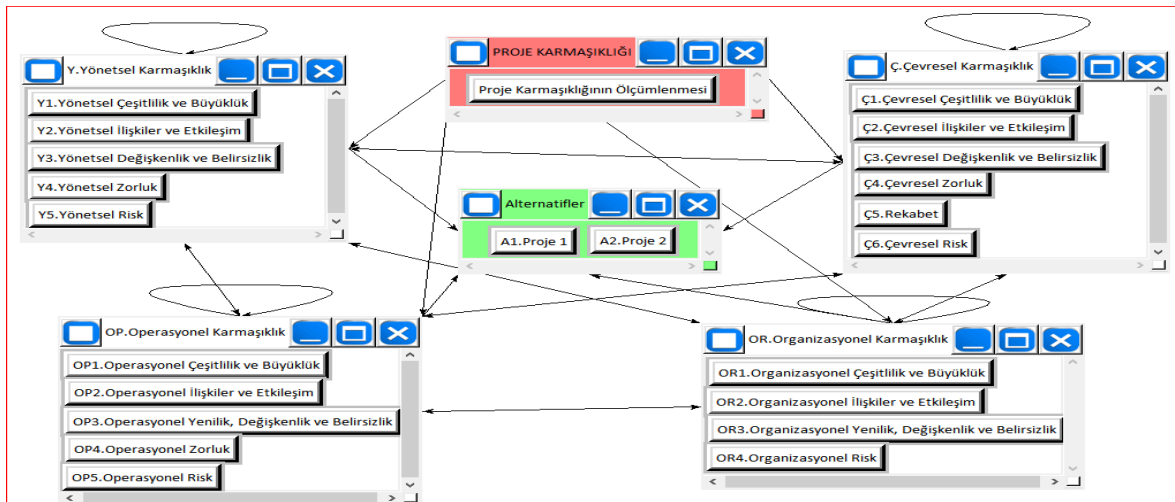 Y.Yönetsel Karmaşıklık
Y1.Yönetsel Çeşitlilik ve Büyüklük
Y2.Yönetsel İlişkiler ve Etkileşim
Y3.Yönetsel Değişkenlik ve Belirsizlik
Y4.Yönetsel Zorluk
Y5.Yönetsel Risk
PROJE KARMAŞIKLIĞI
Proje Karmaşıklığının Ölçümlenmesi
Ç.Çevresel Karmaşıklık
Ç1.Çevresel Çeşitlilik ve Büyüklük
Ç2.Çevresel İlişkiler ve Etkileşim
Ç3.Çevresel Değişkenlik ve Belirsizlik
Ç4.Çevresel Zorluk
Ç5.Rekabet
Ç6.Çevresel Risk
Alternatifler
A1.Proje 1
A2.Proje 2
OP.Operasyonel Karmaşıklık
OP1.Operasyonel Çeşitlilik ve Büyüklük
OP2.Operasyonel İlişkiler ve Etkileşim
OP3.Operasyonel Yenilik, Değişkenlik ve Belirsizlik
OP4.Operasyonel Zorluk
OP5.Operasyonel Risk
OR.Organizasyonel Karmaşıklık
OR1.Organizasyonel Çeşitlilik ve Büyüklük
OR2.Organizasyonel İlişkiler ve Etkileşim
OR3.Organizasyonel Yenilik, Değişkenlik ve Belirsizlik
OR4.Organizasyonel Risk